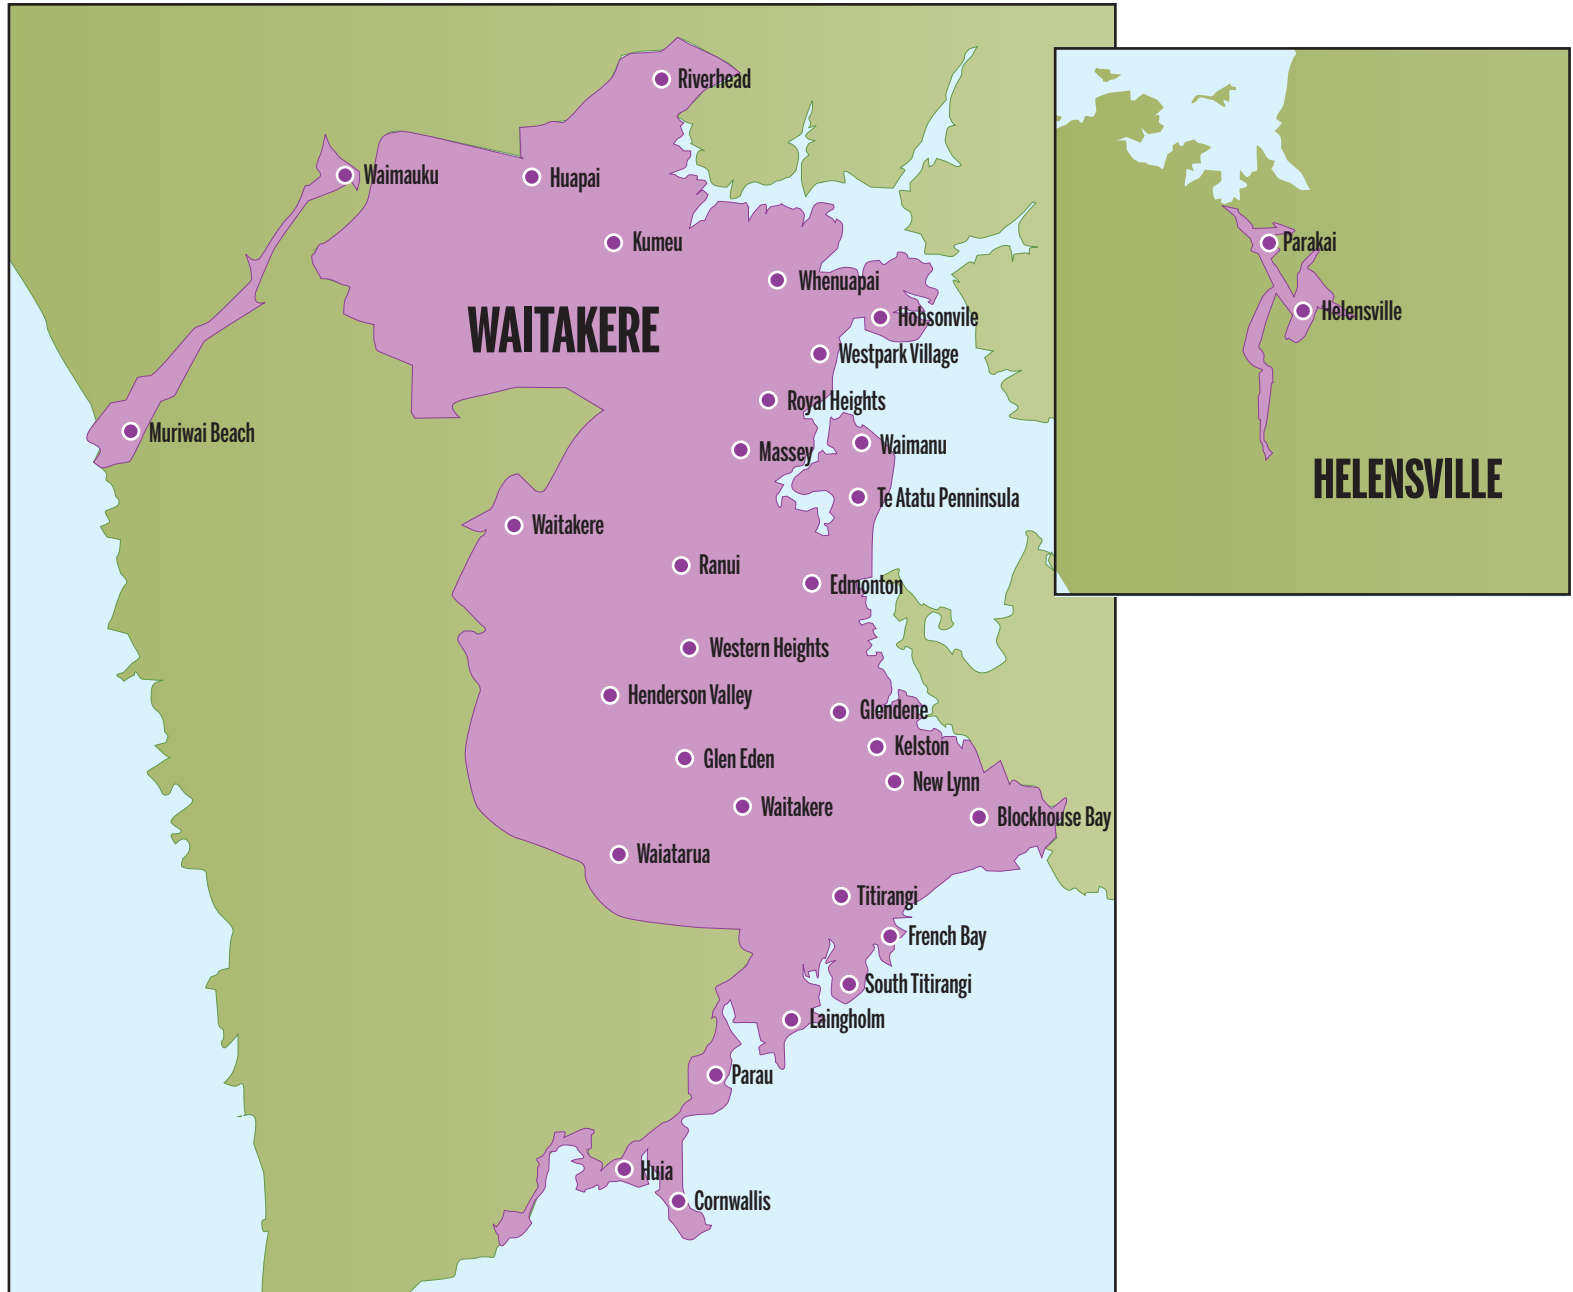 Riverhead
Waimauku
Huapai
Kumeu
Whenuapai
WAITAKERE
Hobsonvile
Westpark Village
Royal Heights
Muriwai Beach
Massey
Waimanu
Te Atatu Penninsula
Waitakere
Ranui
Edmonton
Western Heights
Henderson Valley
Glendene
Kelston
Glen Eden
New Lynn
Waitakere
Blockhouse Bay
Waiatarua
Titirangi
French Bay
South Titirangi
Laingholm
Parau
Huia
Cornwallis
Parakai
Helensville
HELENSVILLE